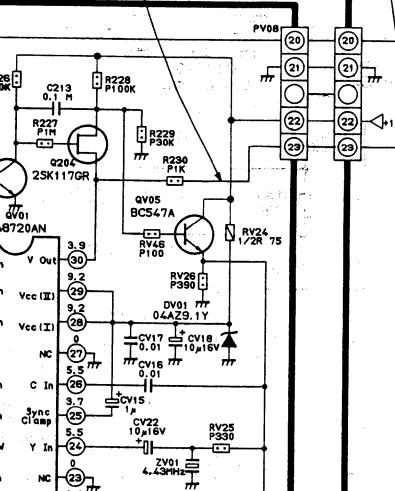 PV08
20
20
21
21
22
22
+1
23
23
26
0K
C213
0.1 M
R228
P100K
R227
P1M
R229
P30K
Q204
2SK117GR
R230
P1K
QV05
BC547A
QV01
A8720AN
RV46
P100
RV24
1/2R 75
RV26
P390
3.9
V Out
30
9.2
Vcc(II)
29
DV01
04AZ9.1Y
9.2
Vcc(I)
28
0
NC
27
CV17
0.01
CV18
10μ16V
5.5
C In
26
CV16
0.01
3.7
Sync
Clamp
25
CV15
1μ
5.5
Y In
24
CV22
10μ16V
RV25
P330
ZV01
4.43MHz
0
NC
23